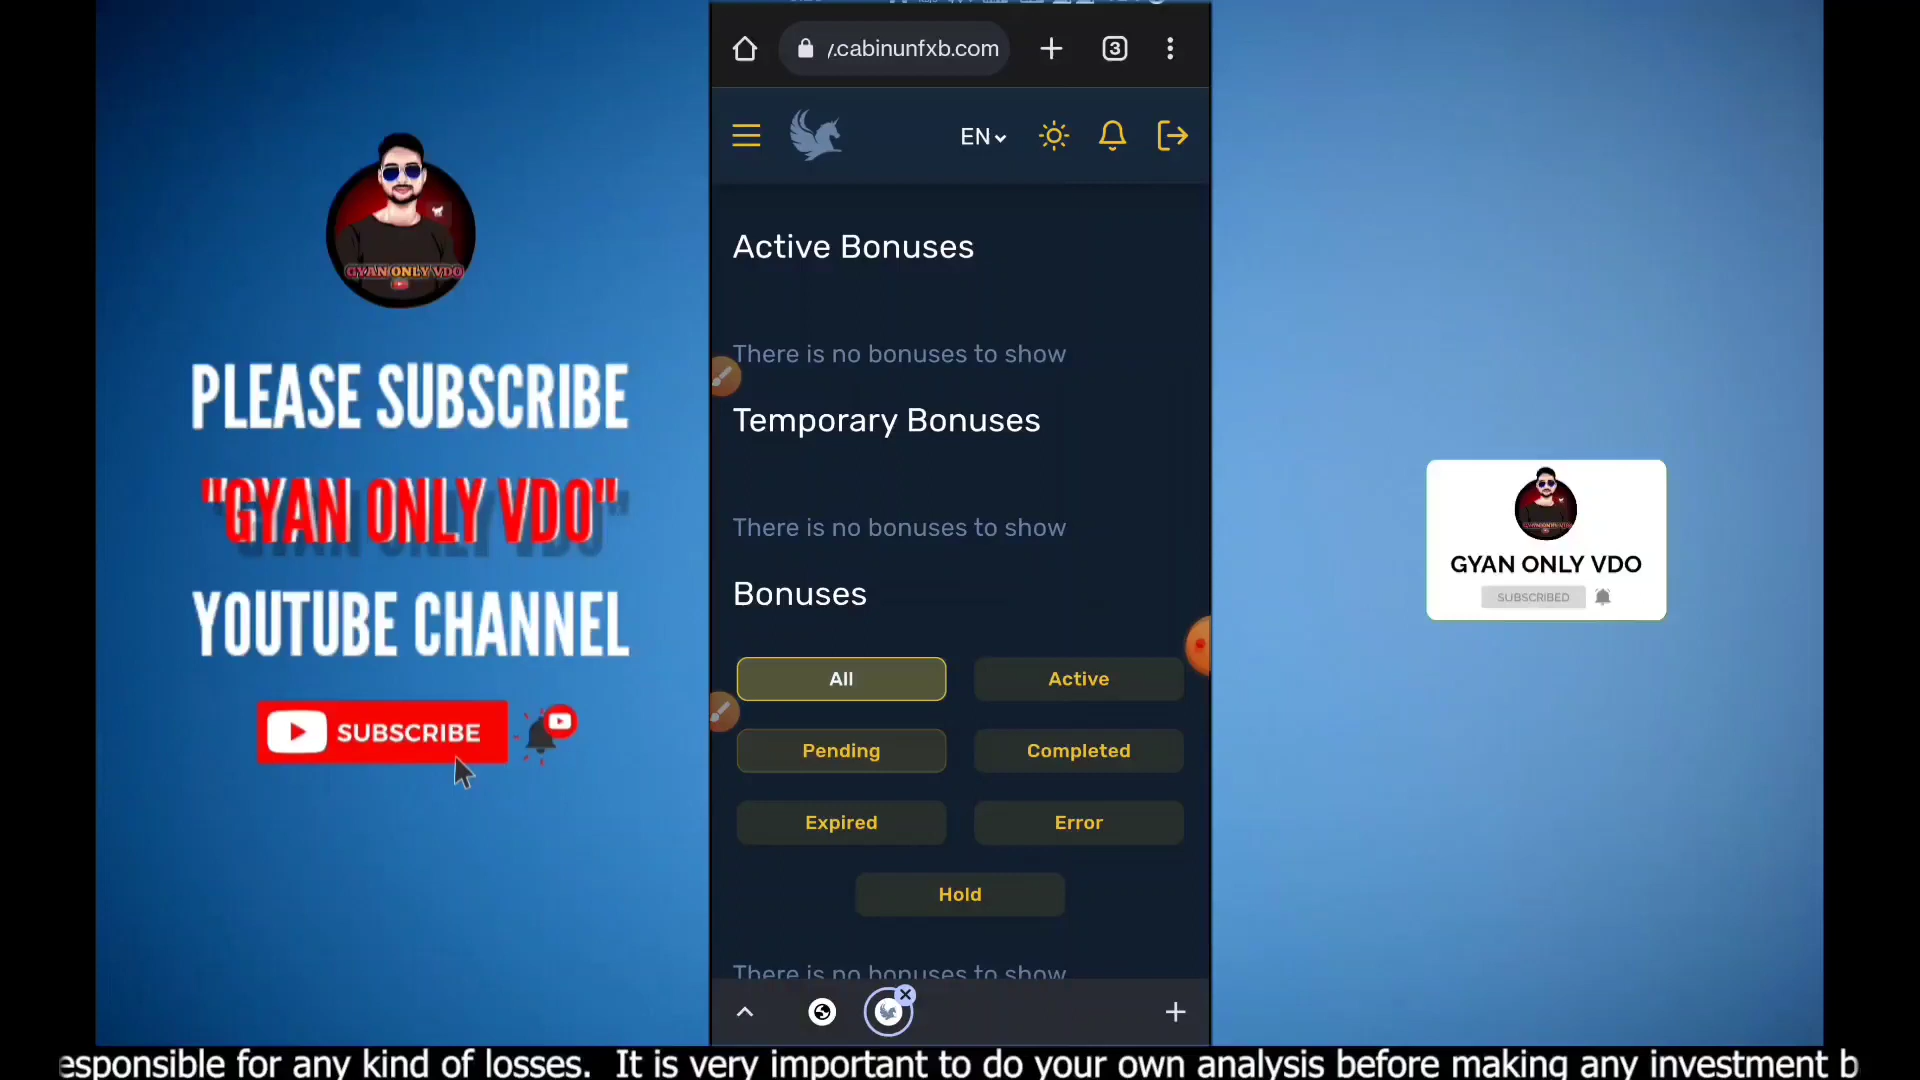 /.cabinunfxb.com
3
EN
GYAN ONLY VDO
PLEASE SUBSCRIBE
"GYAN ONLY VDO"
YOUTUBE CHANNEL
SUBSCRIBE
Active Bonuses
There is no bonuses to show
Temporary Bonuses
There is no bonuses to show
Bonuses
All
Active
Pending
Completed
Expired
Error
Hold
There is no bonuses to show
GYAN ONLY VDO
SUBSCRIBED
esponsible for any kind of losses. It is very important to do your own analysis before making any investment b